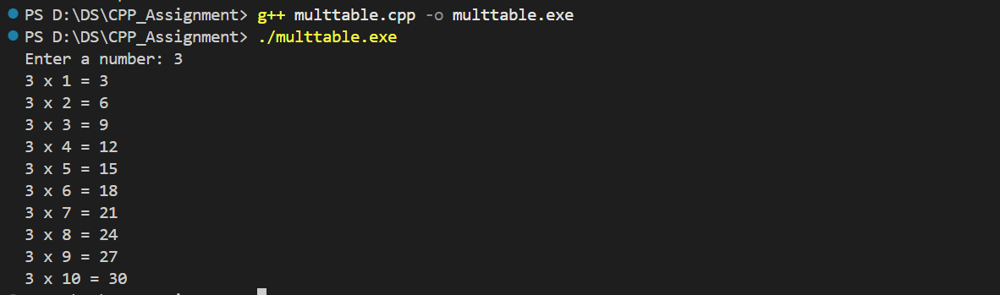 PS D:\DS\CPP_Assignment> g++ multtable.cpp -o multtable.exe
PS D:\DS\CPP_Assignment> ./multtable.exe
Enter a number: 3
3 x 1 = 3
3 x 2 = 6
3 x 3 = 9
3 x 4 = 12
3 x 5 = 15
3 x 6 = 18
3 x 7 = 21
3 x 8 = 24
3 x 9 = 27
3 x 10 = 30